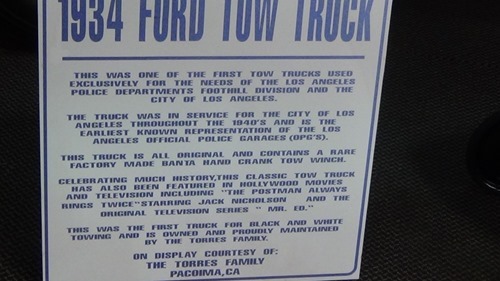 1934 FORD TOW TRUCK
THIS WAS ONE OF THE FIRST TOW TRUCKS USED
EXCLUSIVELY FOR THE NEEDS OF THE LOS ANGELES
POLICE DEPARTMENTS FOOTHILL DIVISION AND THE
CITY OF LOS ANGELES.
THE TRUCK WAS IN SERVICE FOR THE CITY OF LOS
ANGELES THROUGHOUT THE 1940'S AND IS THE
EARLIEST KNOWN REPRESENTATION OF THE LOS
ANGELES OFFICIAL POLICE GARAGES (OPG'S).
THIS TRUCK IS ALL ORIGINAL AND CONTAINS A RARE
FACTORY MADE BANTA HAND CRANK TOW WINCH.
CELEBRATING MUCH HISTORY,THIS CLASSIC TOW TRUCK
HAS ALSO BEEN FEATURED IN HOLLYWOOD MOVIES
AND TELEVISION INCLUDING "THE POSTMAN ALWAYS
RINGS TWICE"STARRING JACK NICHOLSON AND THE
ORIGINAL TELEVISION SERIES " MR. ED."
THIS WAS THE FIRST TRUCK FOR BLACK AND WHITE
TOWING AND IS OWNED AND PROUDLY MAINTAINED
BY THE TORRES FAMILY.
ON DISPLAY COURTESY OF:
THE TORRES FAMILY
PACOIMA,CA